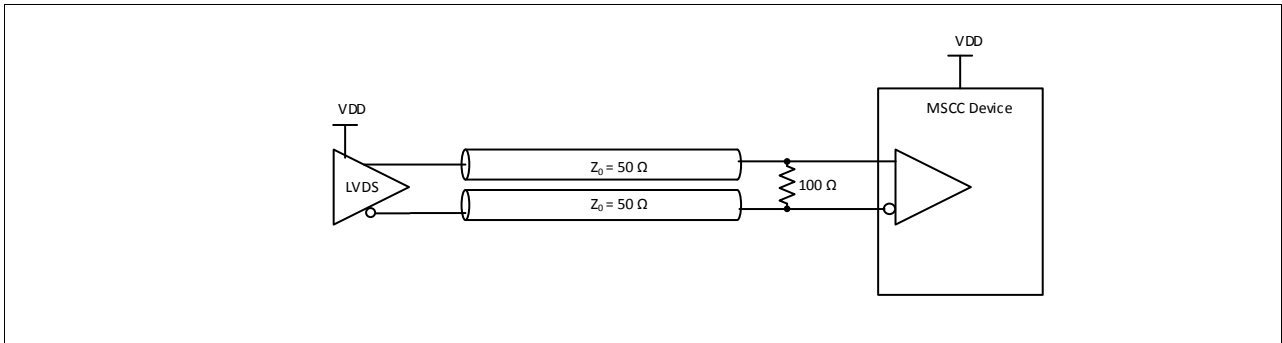 VDD
MSCC Device
VDD
LVDS
Z₀ = 50 Ω
100 Ω
Z₀ = 50 Ω